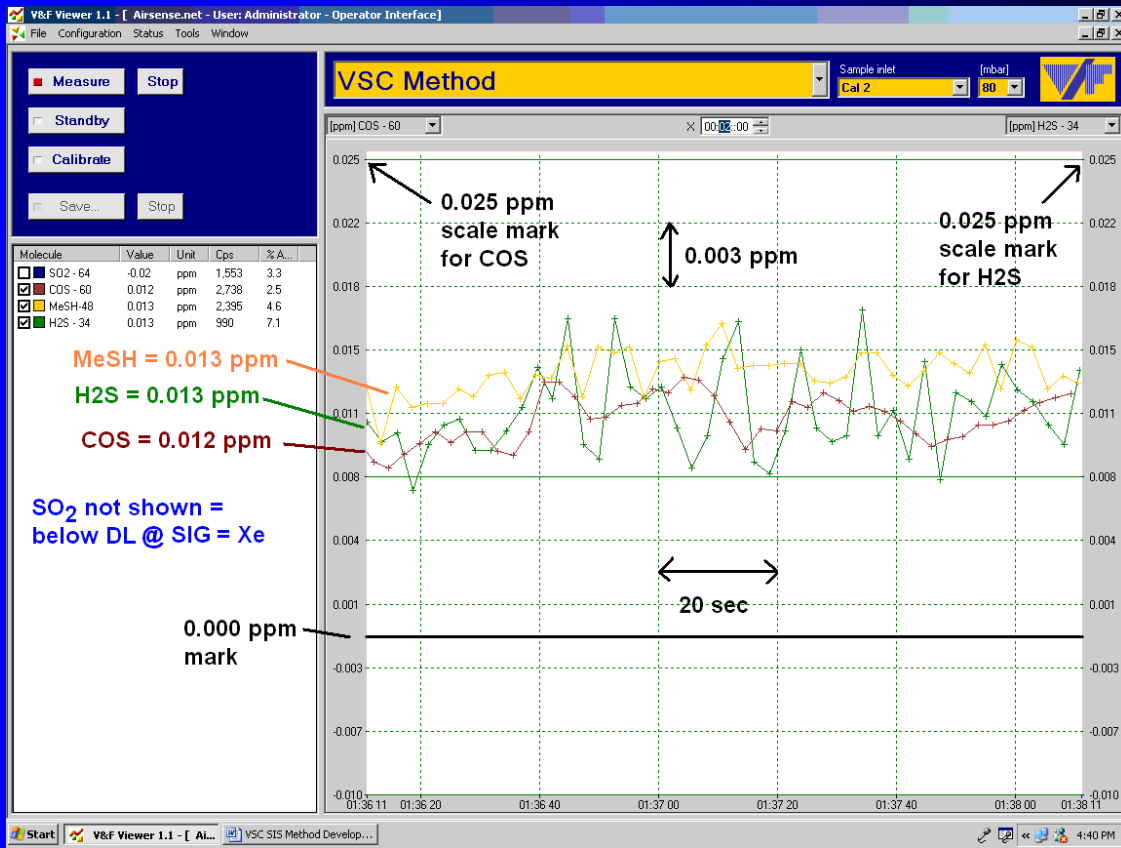 V&F Viewer 1.1 - [ Airsense.net - User: Administrator - Operator Interface]
File Configuration Status Tools Window
Measure Stop
Standby
Calibrate
Save... Stop
VSC Method
Sample inlet [mbar]
Cal 2 80
[ppm] COS - 60 X 00:02:00 [ppm] H2S - 34
Molecule Value Unit Cps % A...
SO2 - 64 -0.02 ppm 1,553 3.3
COS - 60 0.012 ppm 2,738 2.5
MeSH-48 0.013 ppm 2,395 4.6
H2S - 34 0.013 ppm 990 7.1
MeSH = 0.013 ppm
H2S = 0.013 ppm
COS = 0.012 ppm
SO2 not shown =
below DL @ SIG = Xe
0.000 ppm
mark
0.025 ppm
scale mark
for COS
0.003 ppm
0.025 ppm
scale mark
for H2S
20 sec
0.025 0.025
0.022 0.022
0.018 0.018
0.015 0.015
0.011 0.011
0.008 0.008
0.004 0.004
0.001 0.001
-0.003 -0.003
-0.007 -0.007
-0.010 -0.010
01:36 11 01:36 20 01:36 40 01:37 00 01:37 20 01:37 40 01:38 00 01:38 11
Start V&F Viewer 1.1 - [ Ai... VSC SIS Method Develop... « 4:40 PM